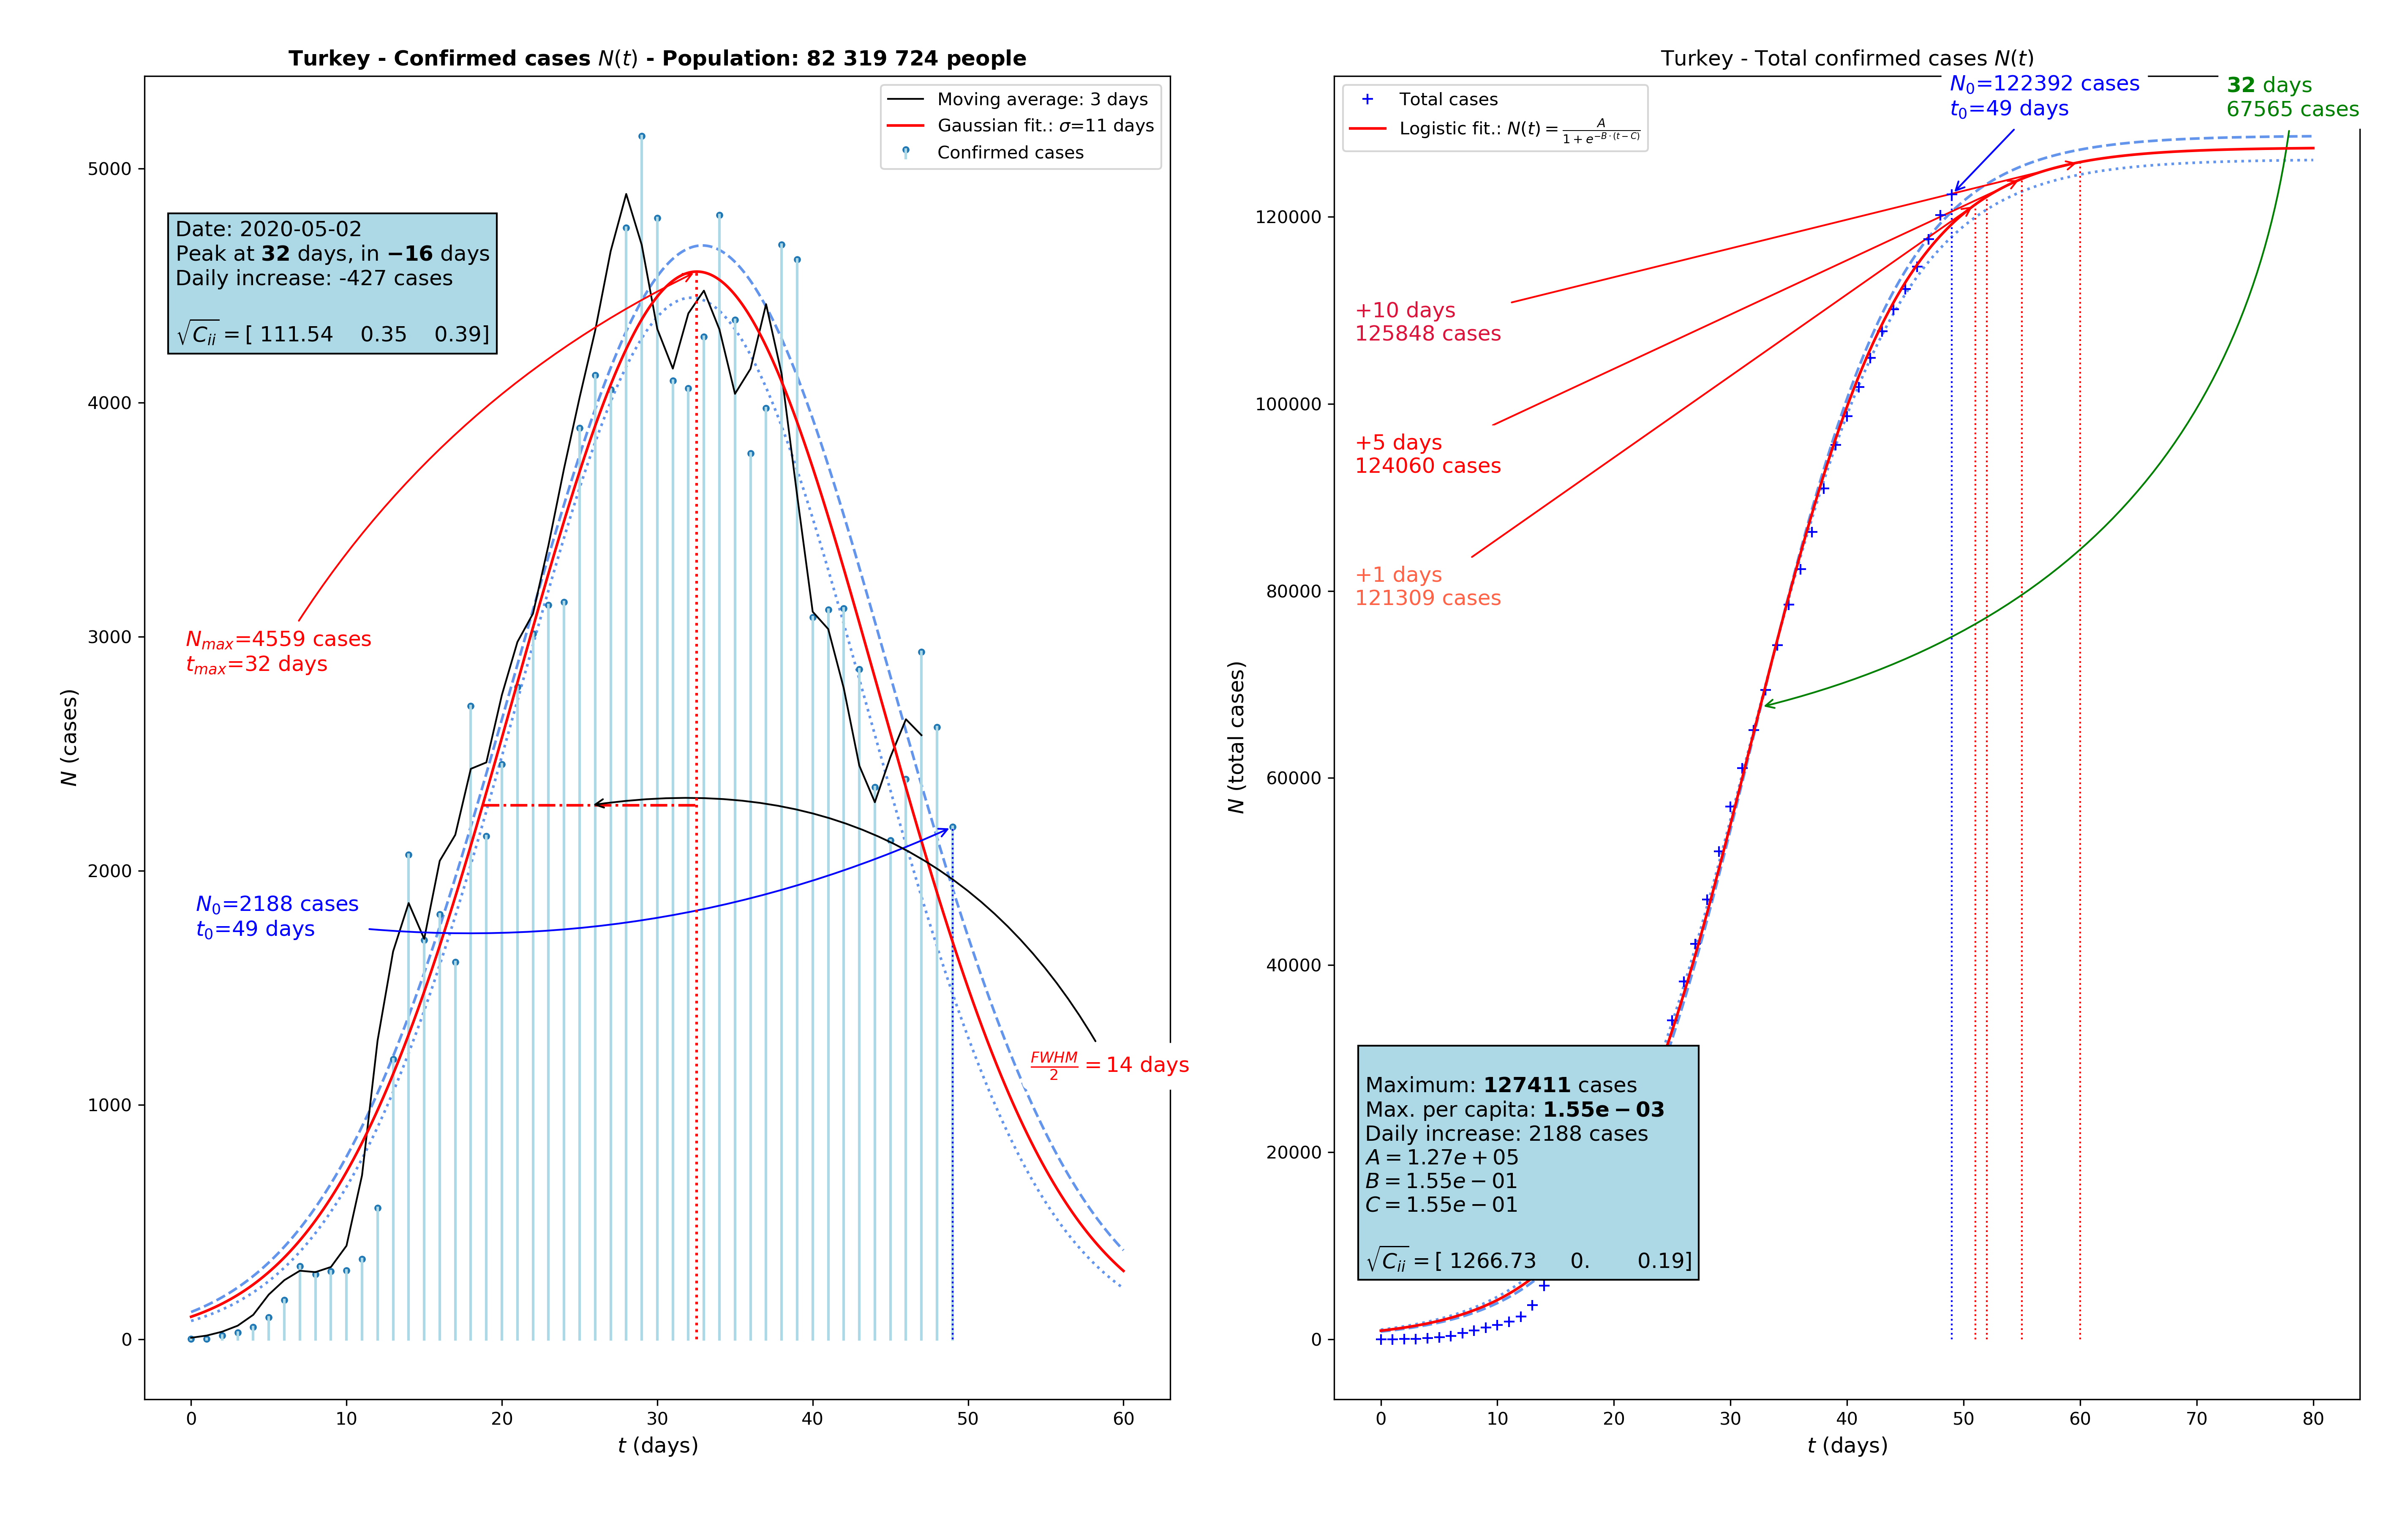 Turkey - Confirmed cases N(t) - Population: 82 319 724 people
Moving average: 3 days
Gaussian fit.: σ=11 days
Confirmed cases
Date: 2020-05-02
Peak at 32 days, in −16 days
Daily increase: -427 cases
√C_ii = [ 111.54 0.35 0.39]
N_max=4559 cases
t_max=32 days
N_0=2188 cases
t_0=49 days
FWHM/2 = 14 days
5000
4000
3000
2000
1000
0
N (cases)
0 10 20 30 40 50 60
t (days)
Turkey - Total confirmed cases N(t)
Total cases
Logistic fit.: N(t) = A/(1 + e^{−B·(t−C)})
N_0=122392 cases
t_0=49 days
32 days
67565 cases
+10 days
125848 cases
+5 days
124060 cases
+1 days
121309 cases
Maximum: 127411 cases
Max. per capita: 1.55e − 03
Daily increase: 2188 cases
A = 1.27e + 05
B = 1.55e − 01
C = 1.55e − 01
√C_ii = [ 1266.73 0. 0.19]
120000
100000
80000
60000
40000
20000
0
N (total cases)
0 10 20 30 40 50 60 70 80
t (days)